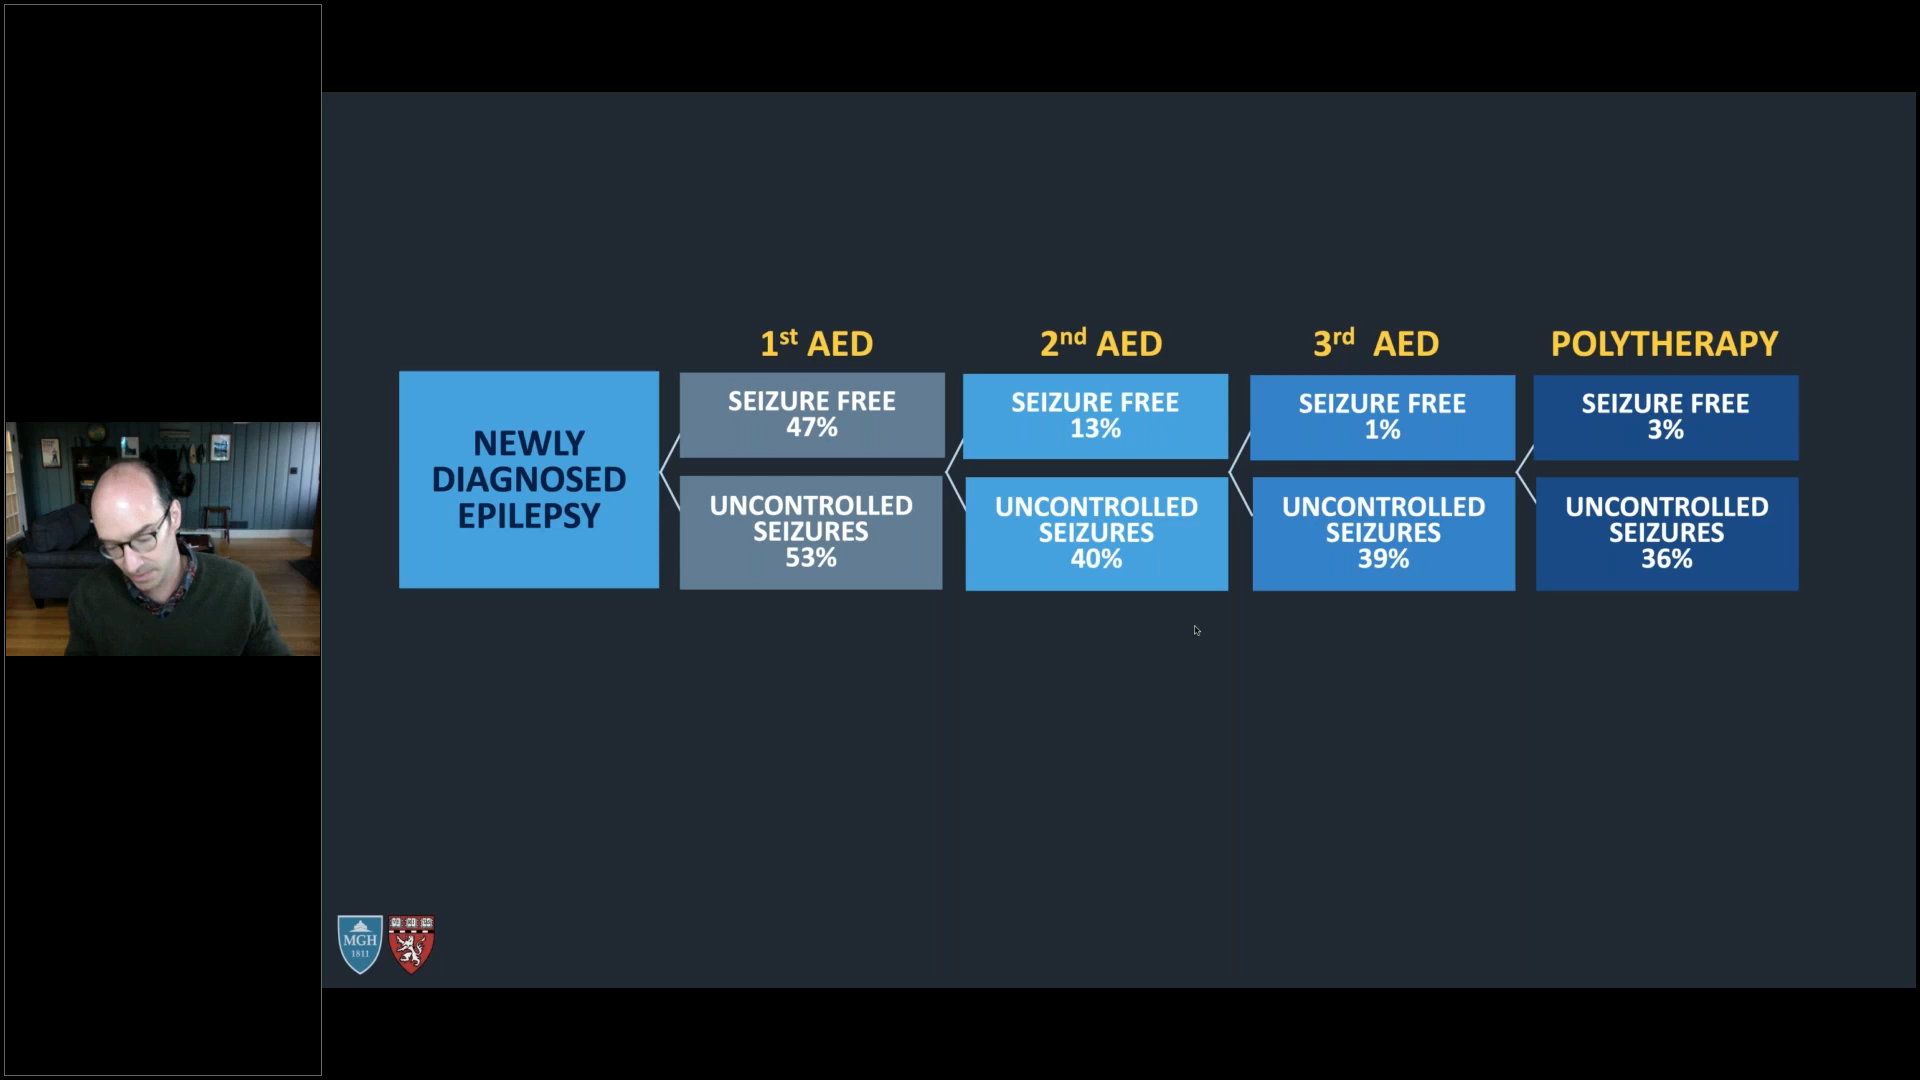 1st AED
2nd AED
3rd AED
POLYTHERAPY
NEWLY
DIAGNOSED
EPILEPSY
SEIZURE FREE
47%
UNCONTROLLED
SEIZURES
53%
SEIZURE FREE
13%
UNCONTROLLED
SEIZURES
40%
SEIZURE FREE
1%
UNCONTROLLED
SEIZURES
39%
SEIZURE FREE
3%
UNCONTROLLED
SEIZURES
36%
MGH
1811